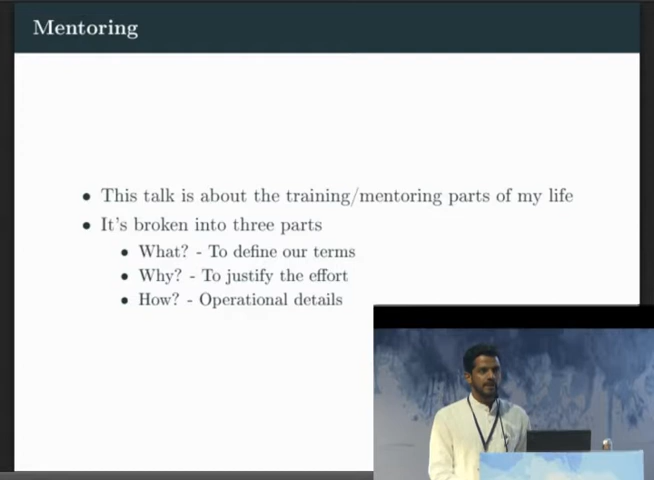 Mentoring
• This talk is about the training/mentoring parts of my life
• It's broken into three parts
• What? - To define our terms
• Why? - To justify the effort
• How? - Operational details